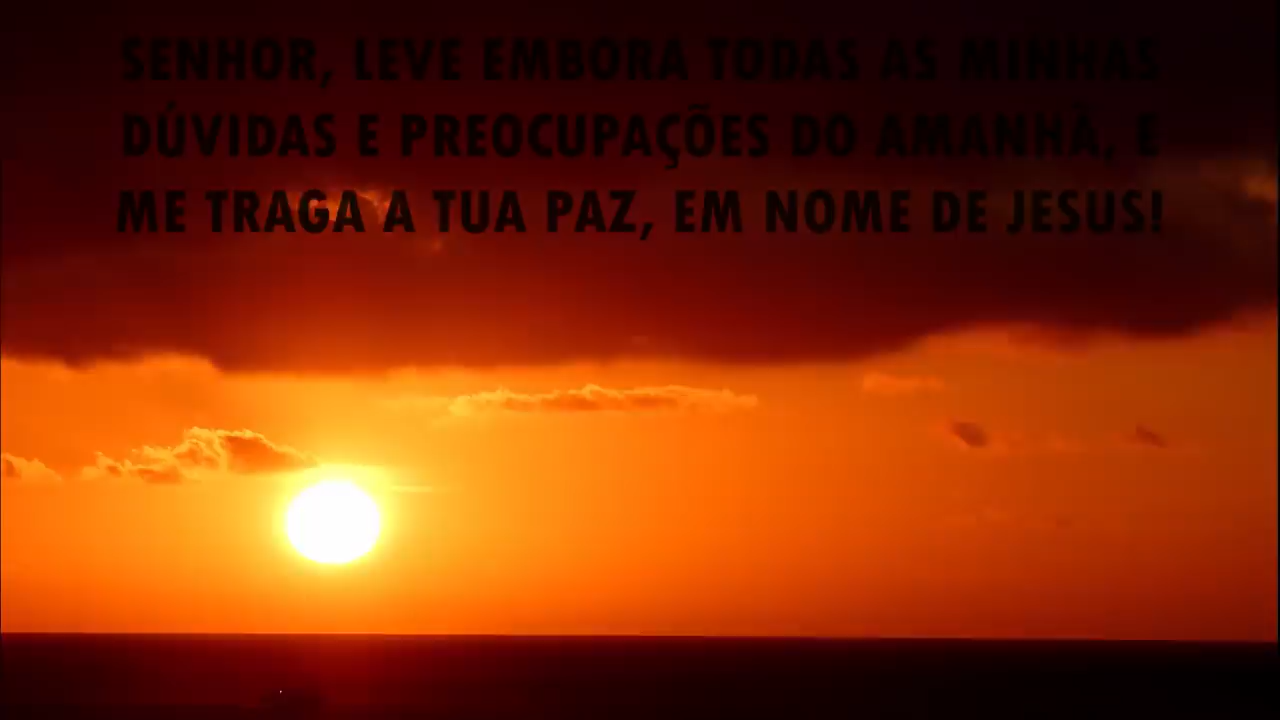 SENHOR, LEVE EMBORA TODAS AS MINHAS
DÚVIDAS E PREOCUPAÇÕES DO AMANHÃ, E
ME TRAGA A TUA PAZ, EM NOME DE JESUS!